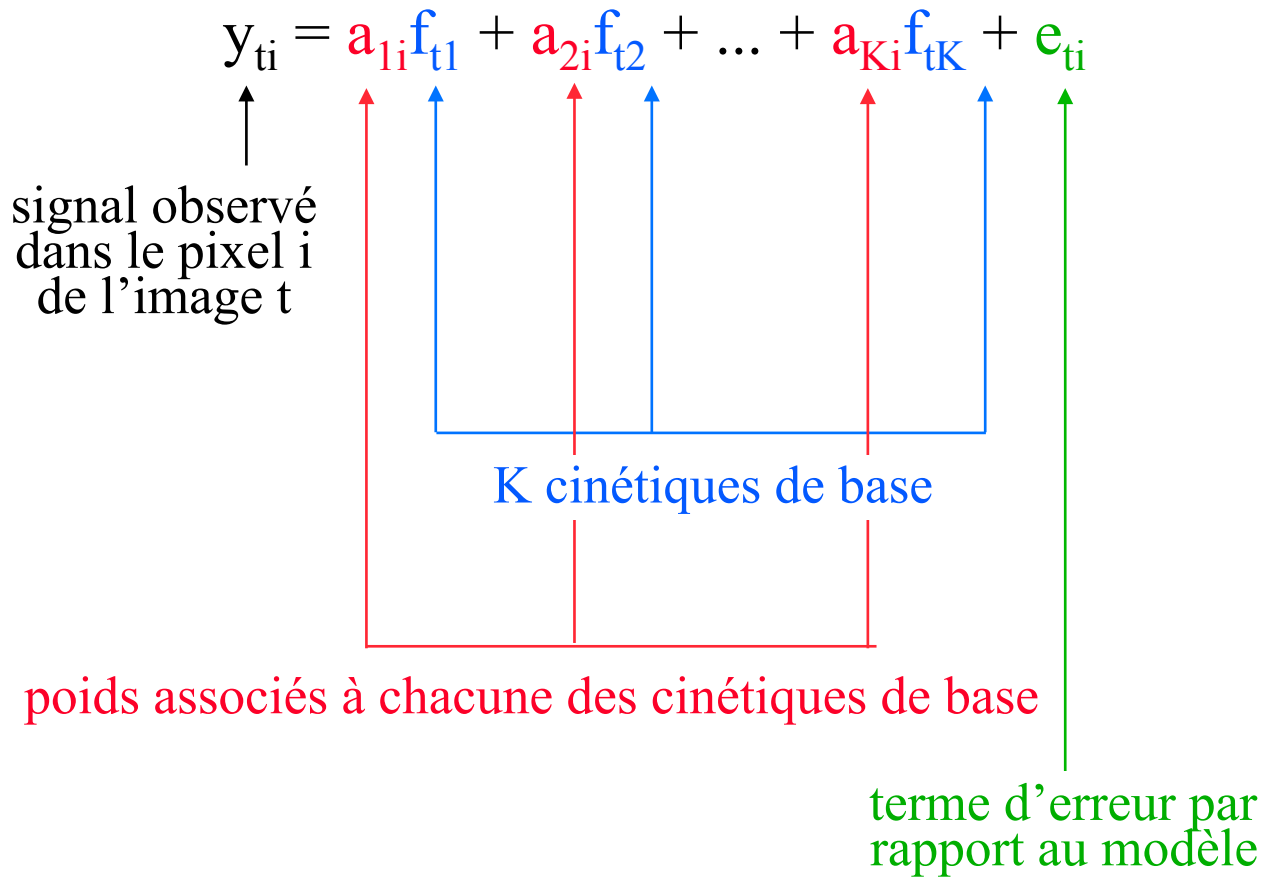 yti = a1ift1 + a2ift2 + ... + aKiftK + eti
signal observé
dans le pixel i
de l’image t
K cinétiques de base
poids associés à chacune des cinétiques de base
terme d’erreur par
rapport au modèle